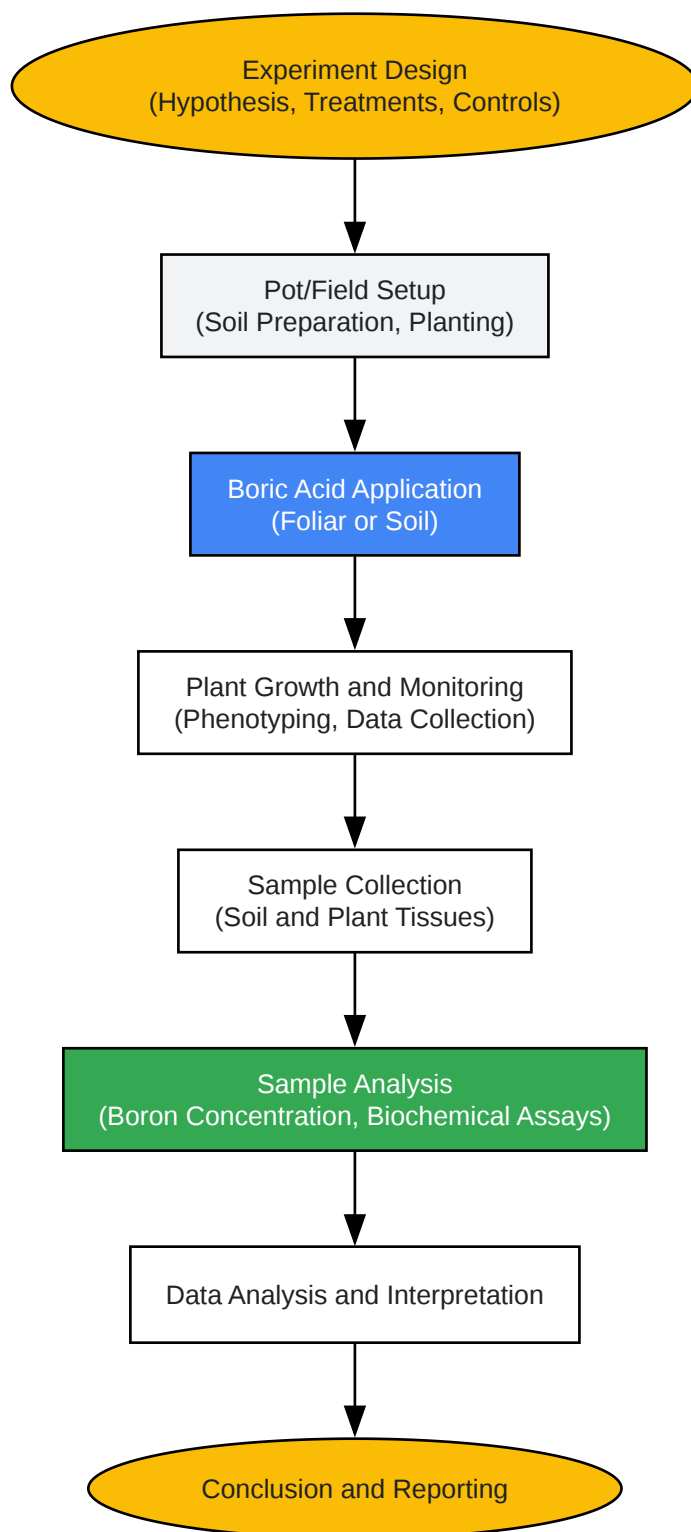 Experiment Design
(Hypothesis, Treatments, Controls)
Pot/Field Setup
(Soil Preparation, Planting)
Boric Acid Application
(Foliar or Soil)
Plant Growth and Monitoring
(Phenotyping, Data Collection)
Sample Collection
(Soil and Plant Tissues)
Sample Analysis
(Boron Concentration, Biochemical Assays)
Data Analysis and Interpretation
Conclusion and Reporting